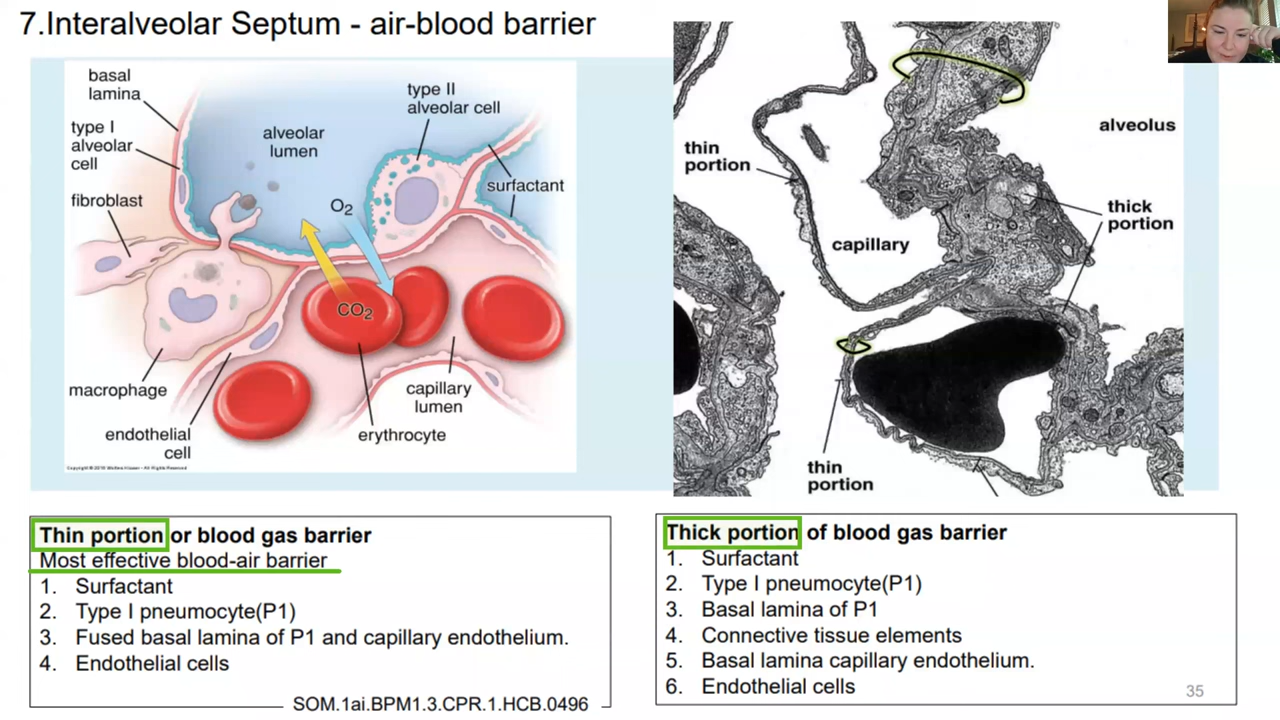 7.Interalveolar Septum - air-blood barrier
basal
lamina
type I
alveolar
cell
fibroblast
alveolar
lumen
type II
alveolar cell
surfactant
O2
CO2
macrophage
endothelial
cell
erythrocyte
capillary
lumen
thin
portion
capillary
alveolus
thick
portion
thin
portion
Thin portion or blood gas barrier
Most effective blood-air barrier
1. Surfactant
2. Type I pneumocyte(P1)
3. Fused basal lamina of P1 and capillary endothelium.
4. Endothelial cells
SOM.1ai.BPM1.3.CPR.1.HCB.0496
Thick portion of blood gas barrier
1. Surfactant
2. Type I pneumocyte(P1)
3. Basal lamina of P1
4. Connective tissue elements
5. Basal lamina capillary endothelium.
6. Endothelial cells
35